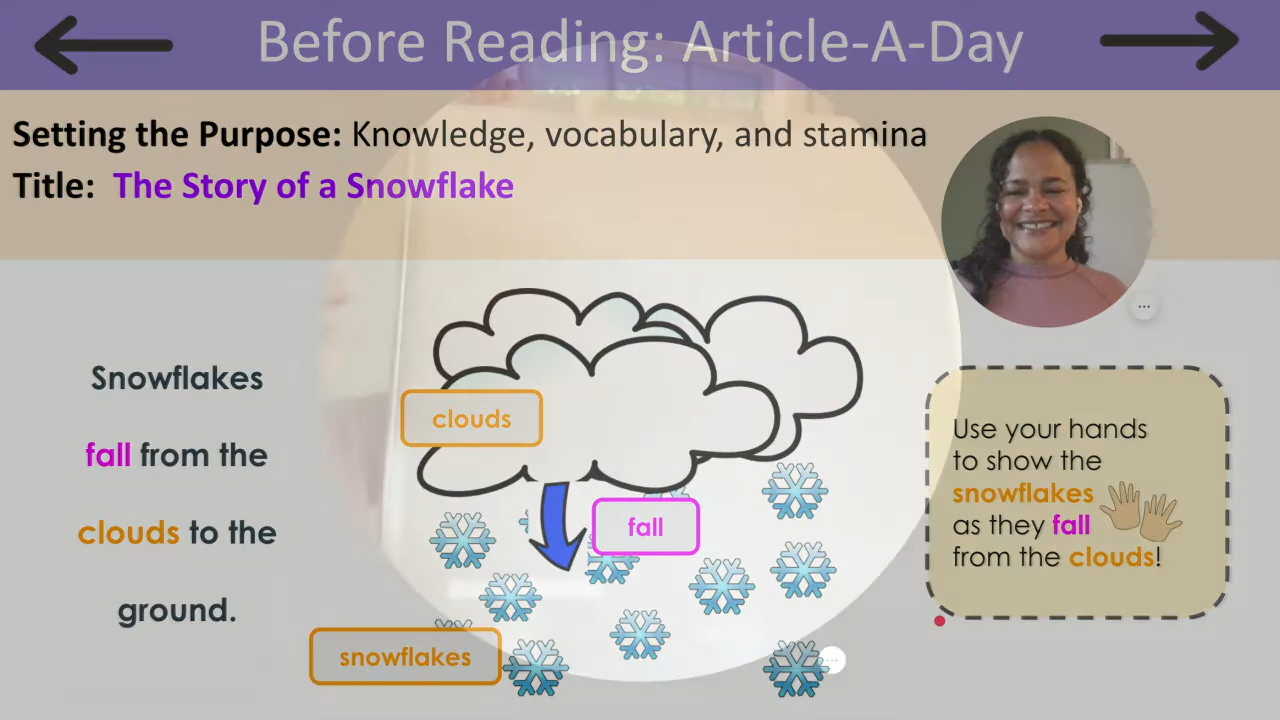 Before Reading: Article-A-Day
Setting the Purpose: Knowledge, vocabulary, and stamina
Title: The Story of a Snowflake
Snowflakes
fall from the
clouds to the
ground.
clouds
fall
snowflakes
Use your hands
to show the
snowflakes
as they fall
from the clouds!